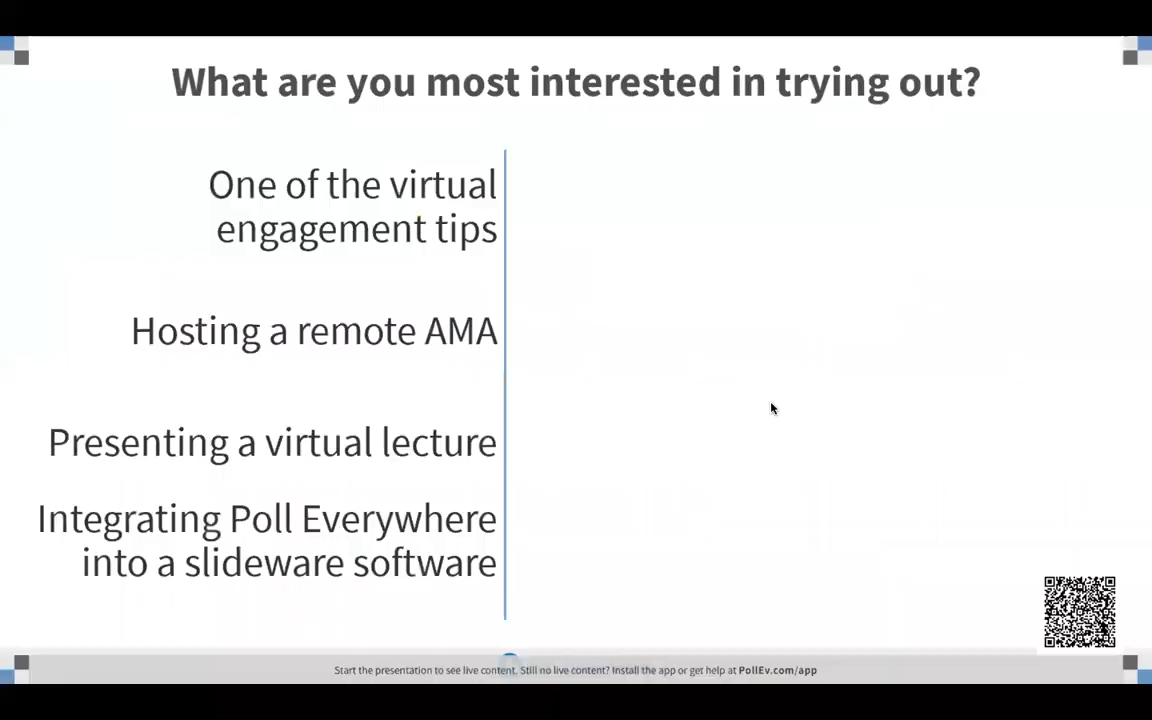 What are you most interested in trying out?
One of the virtual
engagement tips
Hosting a remote AMA
Presenting a virtual lecture
Integrating Poll Everywhere
into a slideware software
Start the presentation to see live content. Still no live content? Install the app or get help at PollEv.com/app